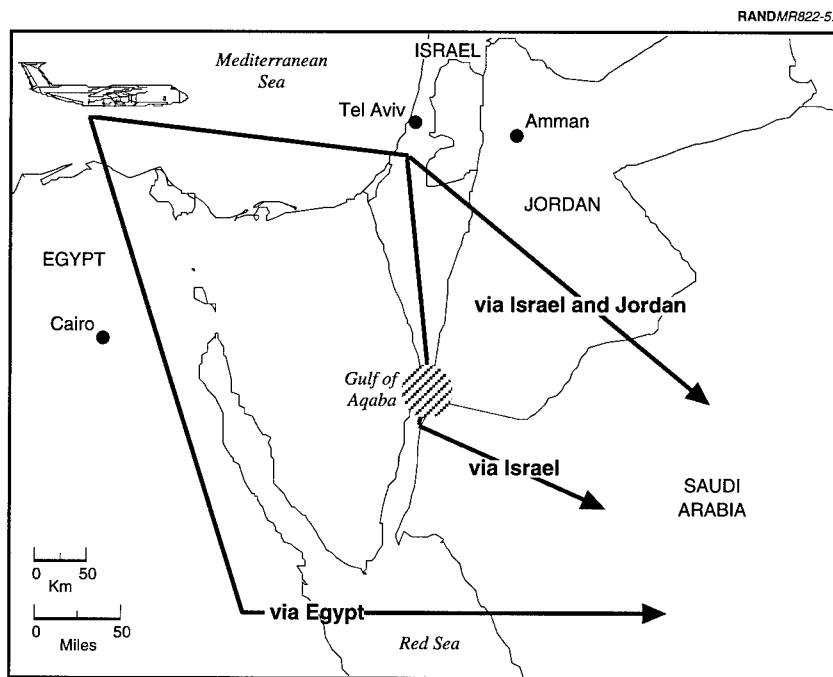 RANDMR822-5.
Mediterranean
Sea
ISRAEL
Tel Aviv
Amman
JORDAN
EGYPT
via Israel and Jordan
Cairo
Gulf of
Aqaba
via Israel
SAUDI
ARABIA
0 50
Km
0 50
Miles
via Egypt
Red Sea